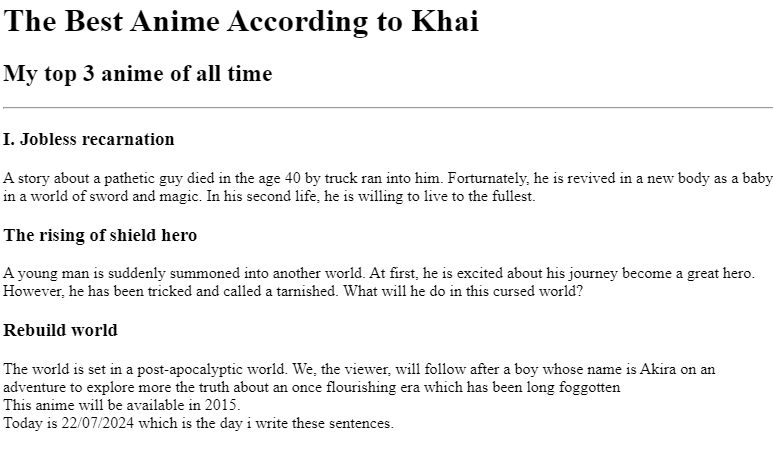 The Best Anime According to Khai
My top 3 anime of all time
I. Jobless recarnation
A story about a pathetic guy died in the age 40 by truck ran into him. Forturnately, he is revived in a new body as a baby
in a world of sword and magic. In his second life, he is willing to live to the fullest.
The rising of shield hero
A young man is suddenly summoned into another world. At first, he is excited about his journey become a great hero.
However, he has been tricked and called a tarnished. What will he do in this cursed world?
Rebuild world
The world is set in a post-apocalyptic world. We, the viewer, will follow after a boy whose name is Akira on an
adventure to explore more the truth about an once flourishing era which has been long foggotten
This anime will be available in 2015.
Today is 22/07/2024 which is the day i write these sentences.